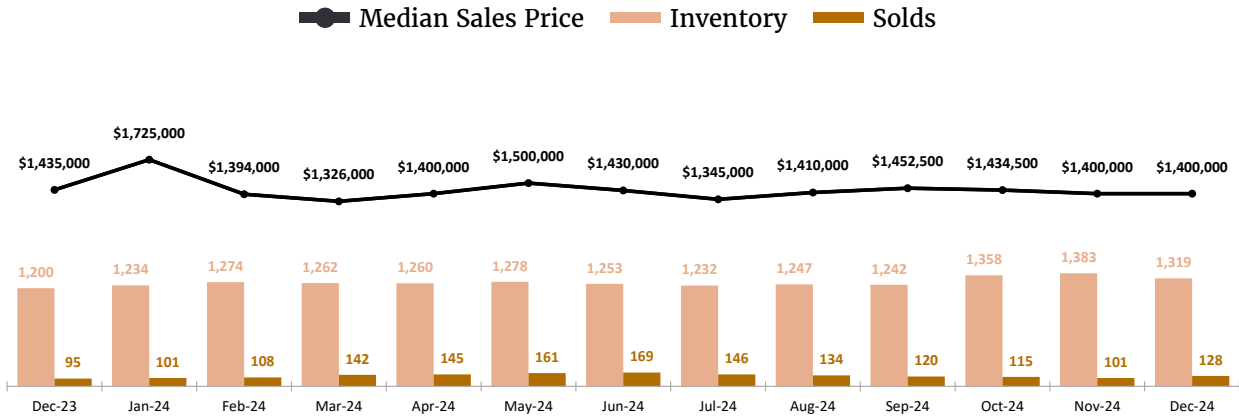 Median Sales Price Inventory Solds
$1,435,000 $1,725,000 $1,394,000 $1,326,000 $1,400,000 $1,500,000 $1,430,000 $1,345,000 $1,410,000 $1,452,500 $1,434,500 $1,400,000 $1,400,000
1,200 1,234 1,274 1,262 1,260 1,278 1,253 1,232 1,247 1,242 1,358 1,383 1,319
95 101 108 142 145 161 169 146 134 120 115 101 128
Dec-23 Jan-24 Feb-24 Mar-24 Apr-24 May-24 Jun-24 Jul-24 Aug-24 Sep-24 Oct-24 Nov-24 Dec-24